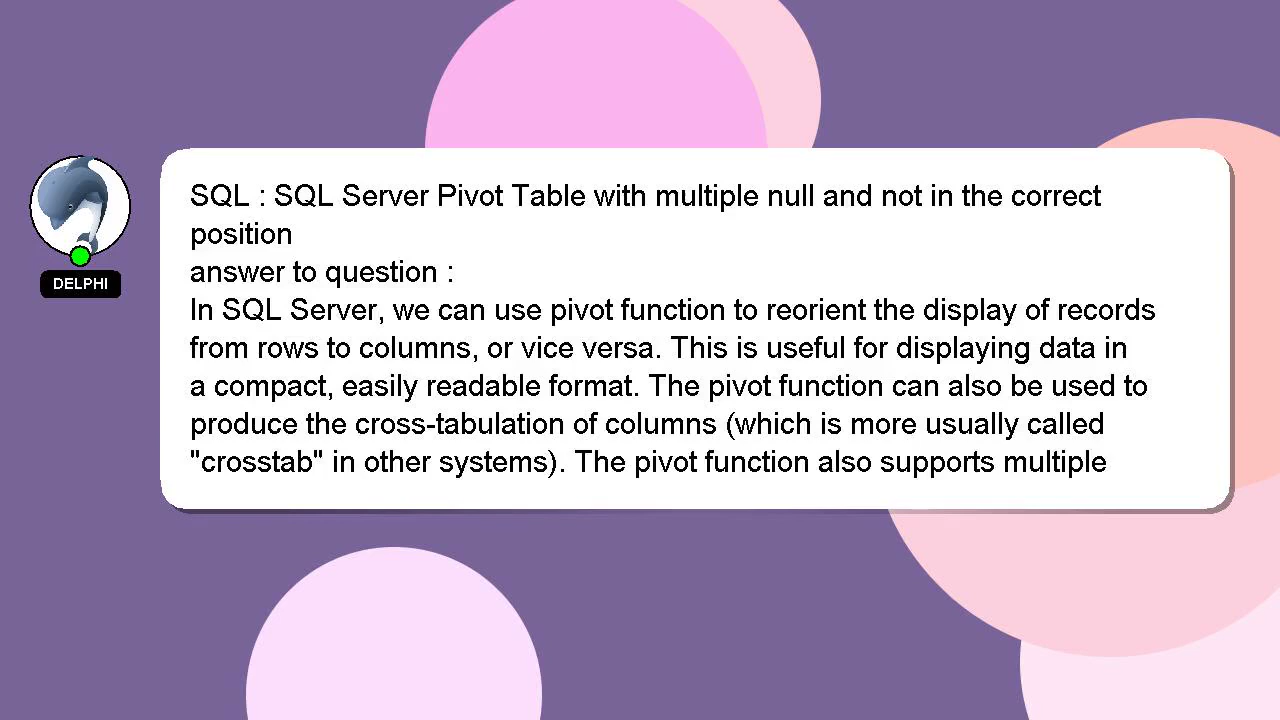 SQL : SQL Server Pivot Table with multiple null and not in the correct
position
answer to question :
In SQL Server, we can use pivot function to reorient the display of records
from rows to columns, or vice versa. This is useful for displaying data in
a compact, easily readable format. The pivot function can also be used to
produce the cross-tabulation of columns (which is more usually called
"crosstab" in other systems). The pivot function also supports multiple
DELPHI